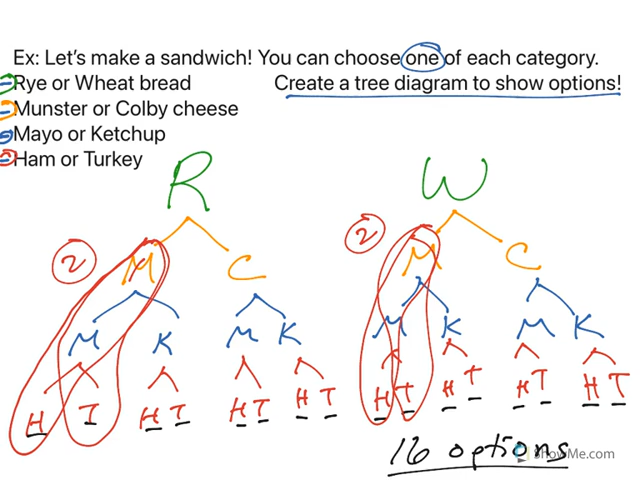 Ex: Let's make a sandwich! You can choose one of each category.
Rye or Wheat bread Create a tree diagram to show options!
Munster or Colby cheese
Mayo or Ketchup
Ham or Turkey
R W
2 M C 2 M C
M K M K M K M K
H T H T H T H T H T H T H T H T
16 options
ShowMe.com